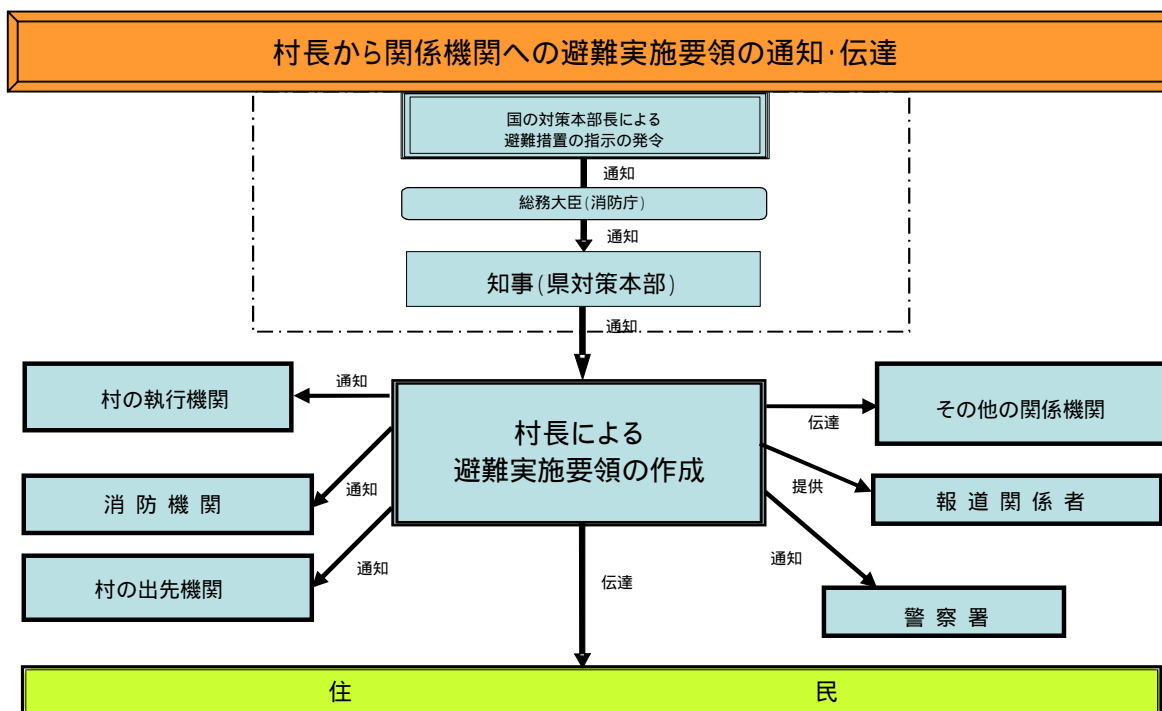 村長から関係機関への避難実施要領の通知・伝達
国の対策本部長による
避難措置の指示の発令
通知
総務大臣(消防庁)
通知
知事(県対策本部)
通知
村の執行機関
通知
その他の関係機関
伝達
村長による
避難実施要領の作成
消防機関
通知
報道関係者
提供
村の出先機関
通知
通知
警察署
伝達
住民